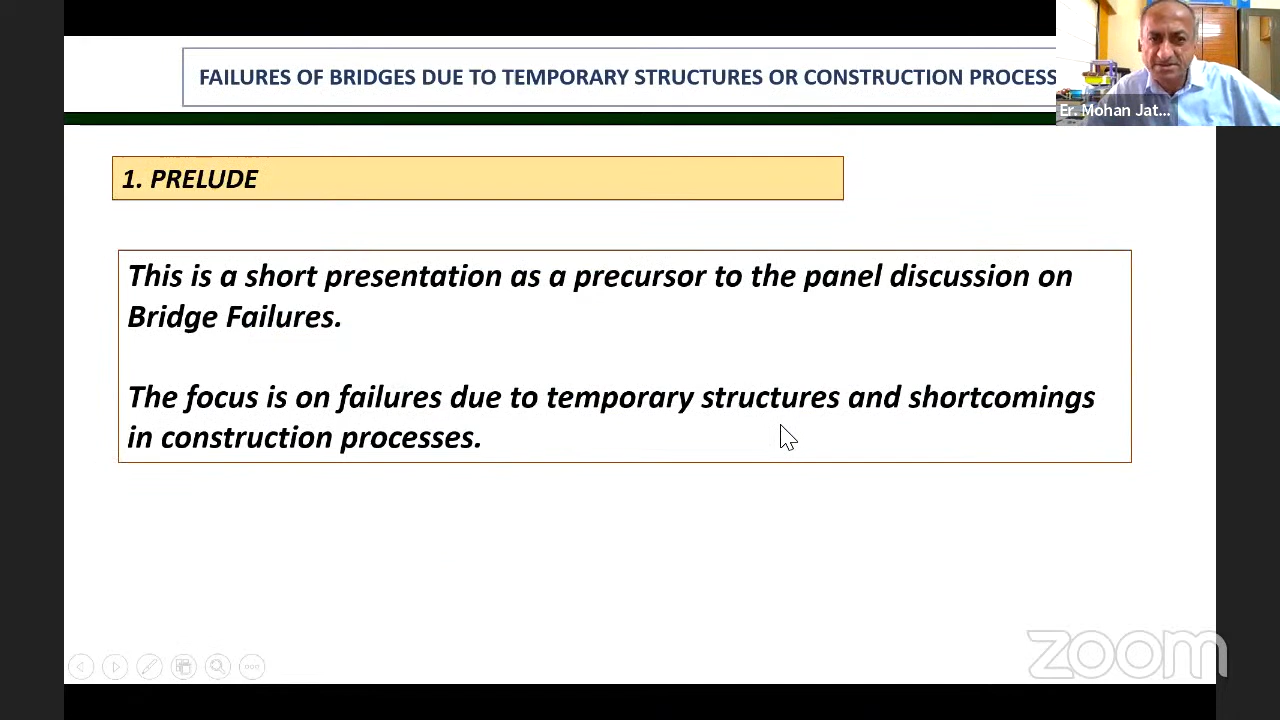 FAILURES OF BRIDGES DUE TO TEMPORARY STRUCTURES OR CONSTRUCTION PROCESS
Er. Mohan Jat...
1. PRELUDE
This is a short presentation as a precursor to the panel discussion on
Bridge Failures.
The focus is on failures due to temporary structures and shortcomings
in construction processes.
zoom